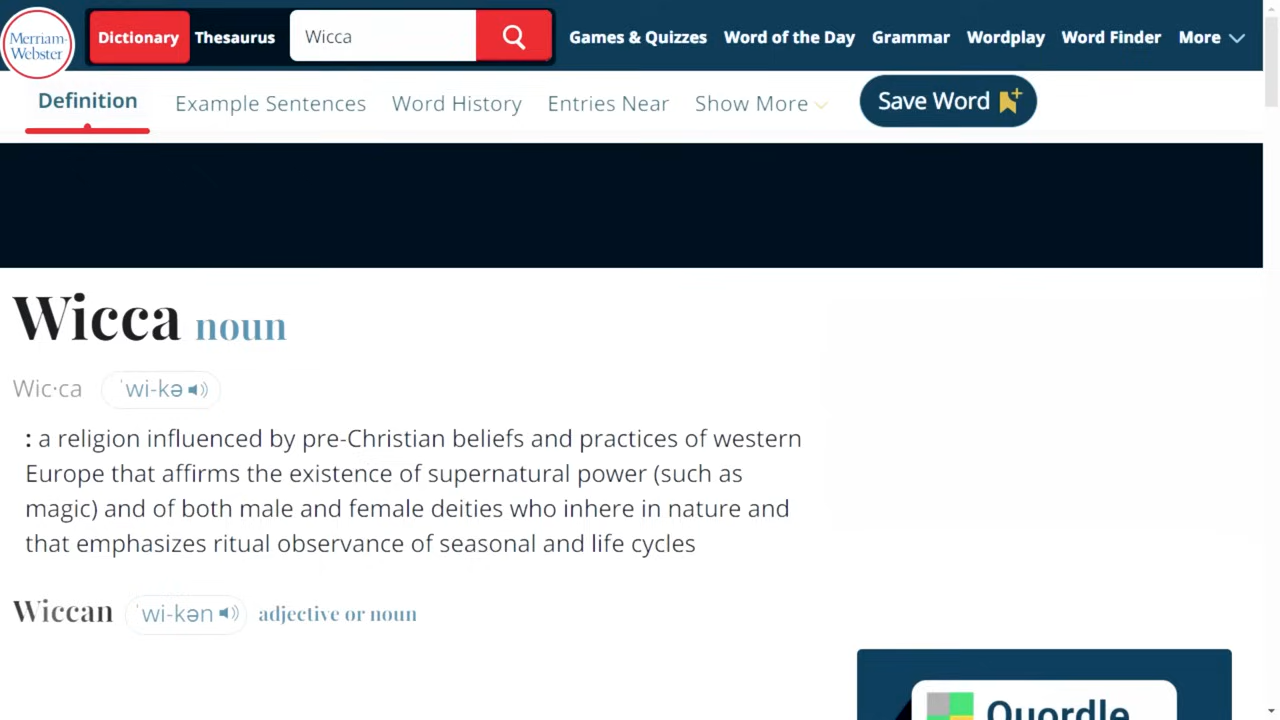 Merriam-
Webster
Dictionary Thesaurus Wicca Games & Quizzes Word of the Day Grammar Wordplay Word Finder More
Definition Example Sentences Word History Entries Near Show More Save Word
Wicca noun
Wic·ca ˈwi-kə
: a religion influenced by pre-Christian beliefs and practices of western
Europe that affirms the existence of supernatural power (such as
magic) and of both male and female deities who inhere in nature and
that emphasizes ritual observance of seasonal and life cycles
Wiccan ˈwi-kən adjective or noun
Quordle